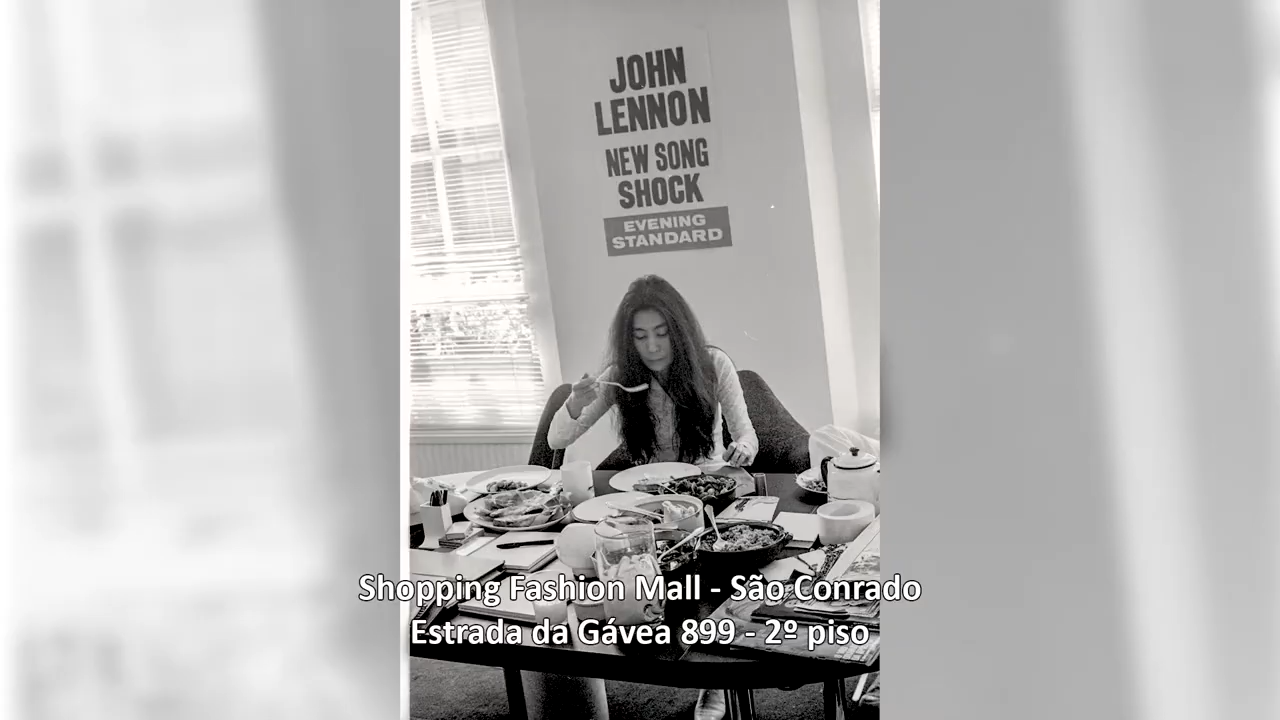 JOHN
LENNON
NEW SONG
SHOCK
EVENING
STANDARD
Shopping Fashion Mall - São Conrado
Estrada da Gávea 899 - 2º piso